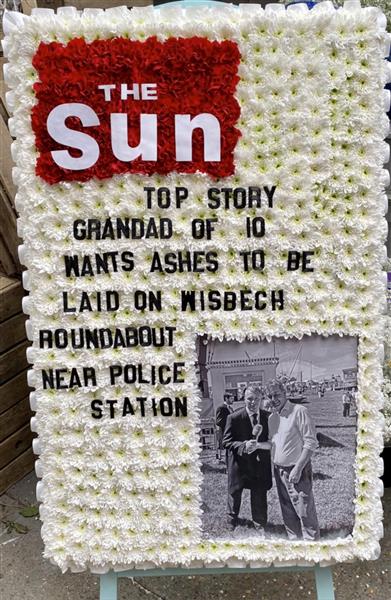 THE
Sun
TOP STORY
GRANDAD OF 10
WANTS ASHES TO BE
LAID ON WISBECH
ROUNDABOUT
NEAR POLICE
STATION